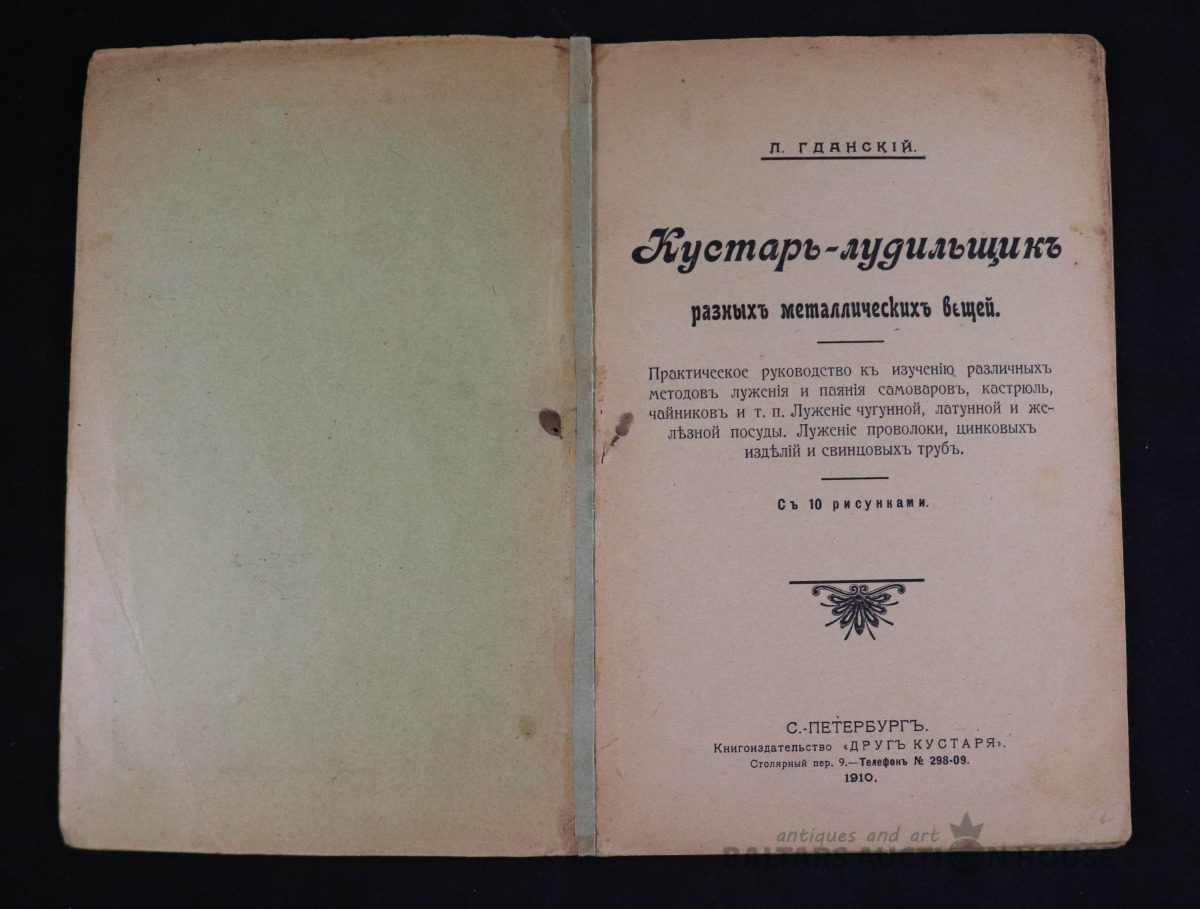 Л. ГДАНСКІЙ.
Кустарь-лудильщикъ
разныхъ металлическихъ вещей.
Практическое руководство къ изученію различныхъ
методовъ луженія и паянія самоваровъ, кастрюль,
чайниковъ и т. п. Луженіе чугунной, латунной и же-
лѣзной посуды. Луженіе проволоки, цинковыхъ
издѣлій и свинцовыхъ трубъ.
Съ 10 рисунками.
С.-ПЕТЕРБУРГЪ.
Книгоиздательство «ДРУГЪ КУСТАРЯ».
Столярный пер. 9.—Телефонъ № 298-09.
1910.
antiques and art
BALTARS AUCTION HOUSE